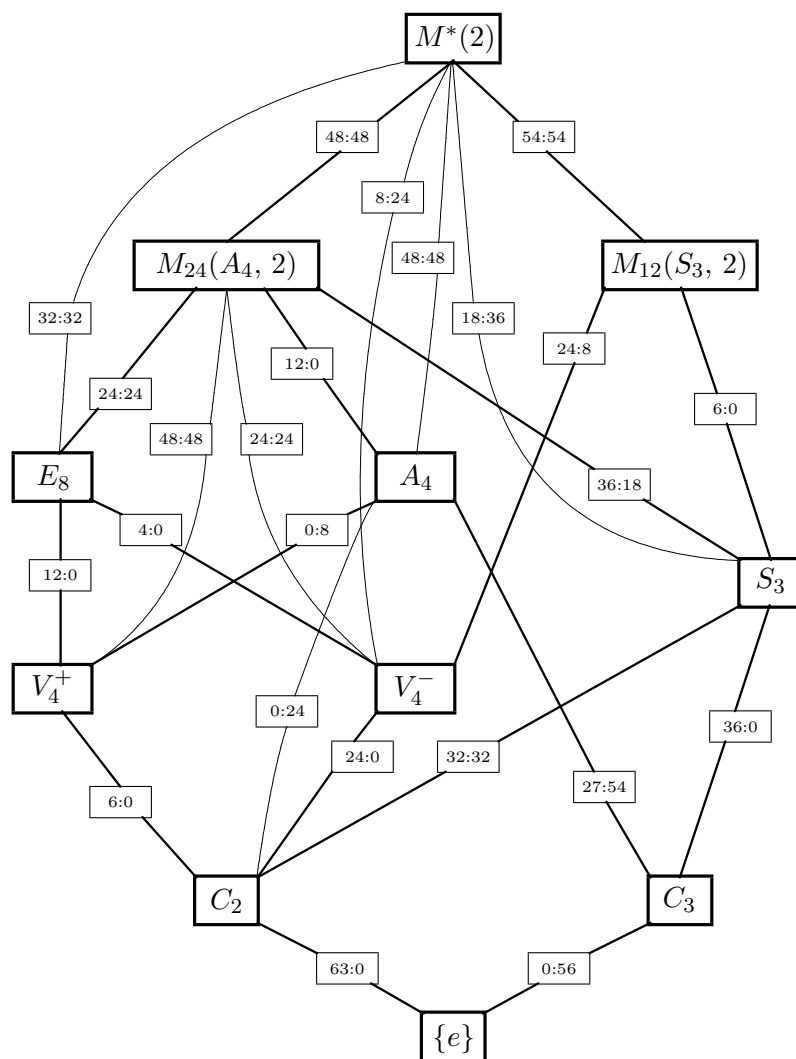 M*(2)
48:48
54:54
8:24
M₂₄(A₄, 2)
48:48
M₁₂(S₃, 2)
32:32
18:36
12:0
24:8
24:24
6:0
48:48
24:24
E₈
A₄
36:18
4:0
0:8
12:0
S₃
V₄⁺
V₄⁻
0:24
24:0
32:32
36:0
6:0
27:54
C₂
C₃
63:0
0:56
{e}